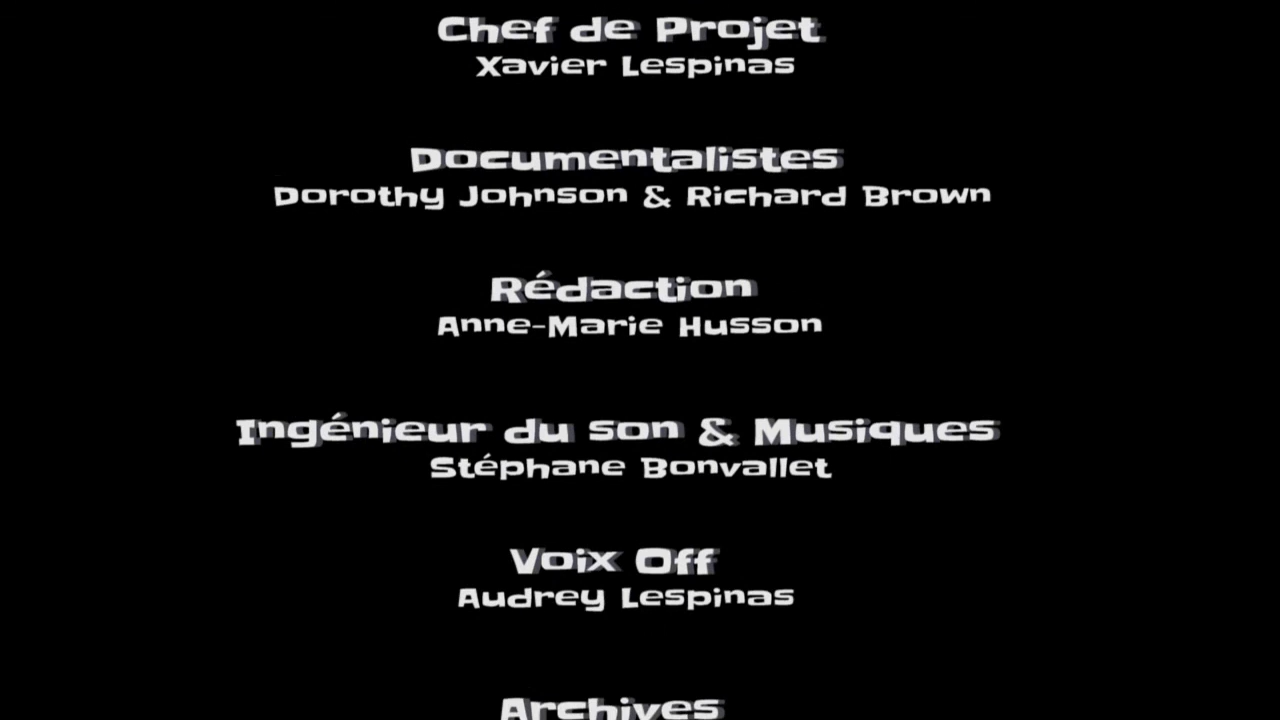 Chef de Projet
Xavier Lespinas
Documentalistes
Dorothy Johnson & Richard Brown
Rédaction
Anne-Marie Husson
Ingénieur du son & Musiques
Stéphane Bonvallet
Voix Off
Audrey Lespinas
Archives